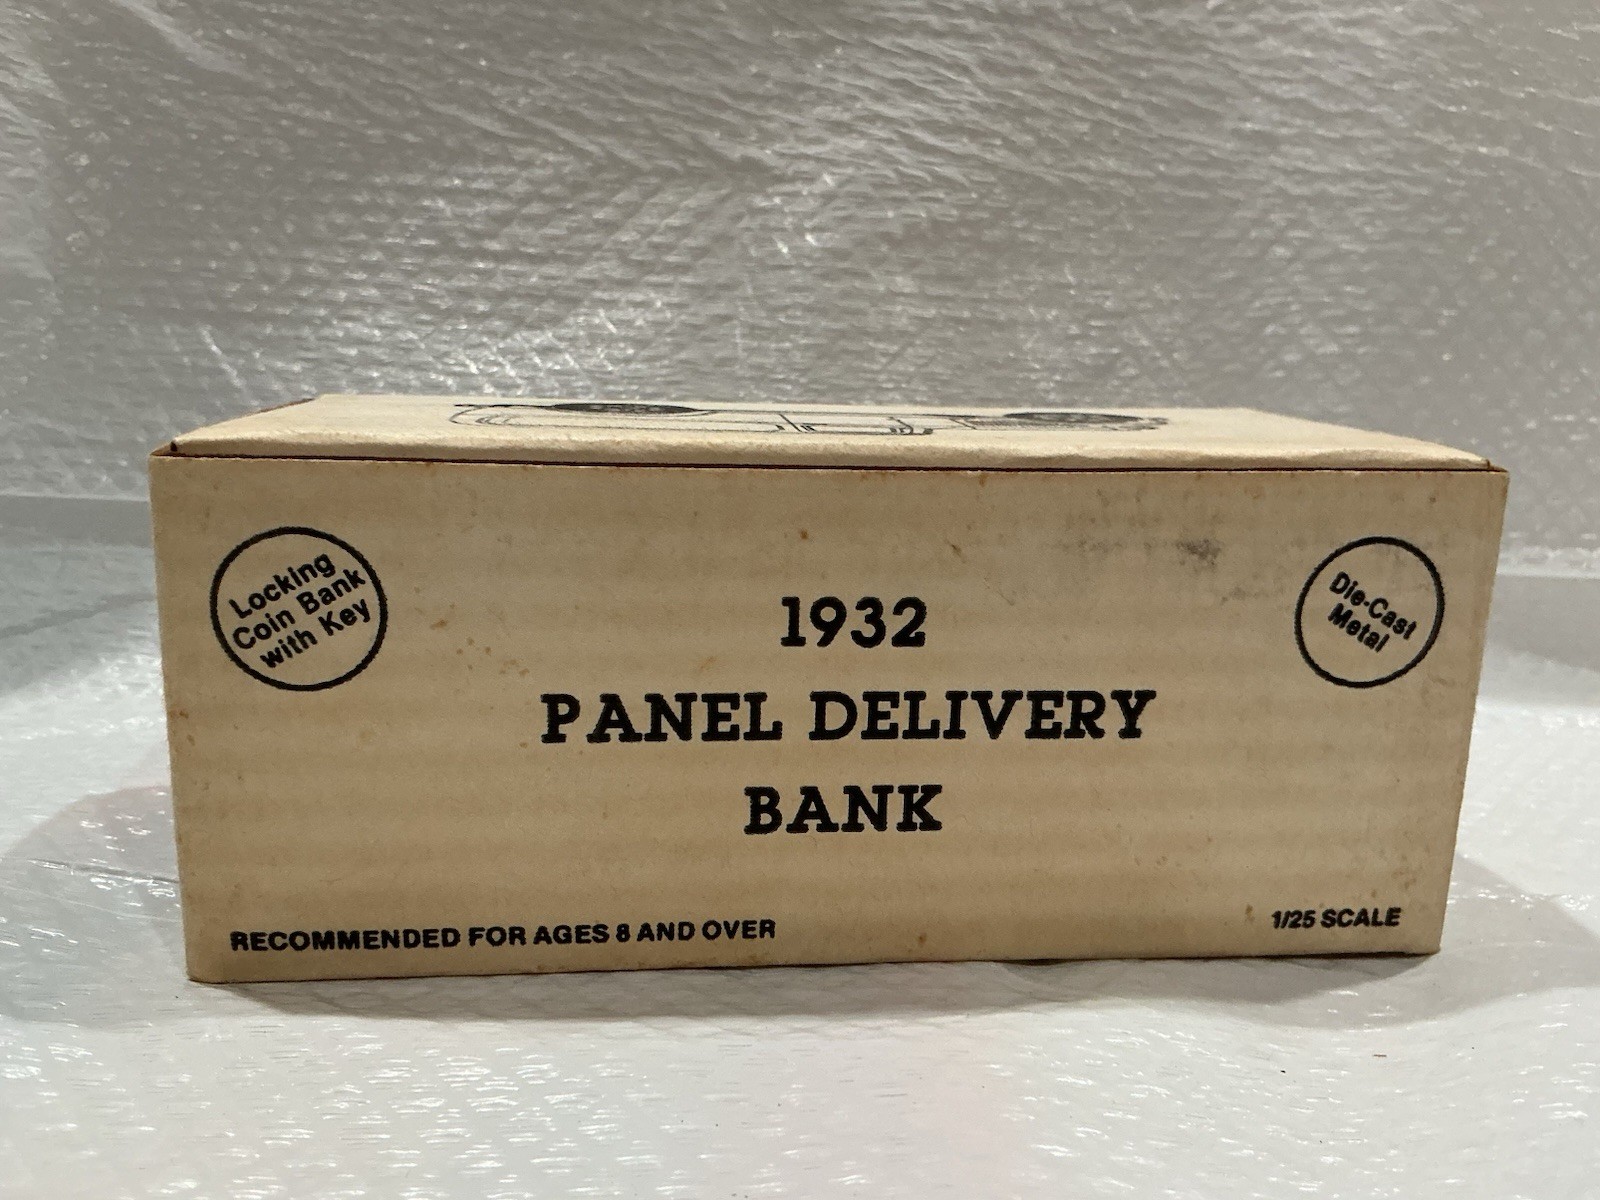 Locking
Coin Bank
with Key
Die-Cast
Metal
1932
PANEL DELIVERY
BANK
RECOMMENDED FOR AGES 8 AND OVER
1/25 SCALE